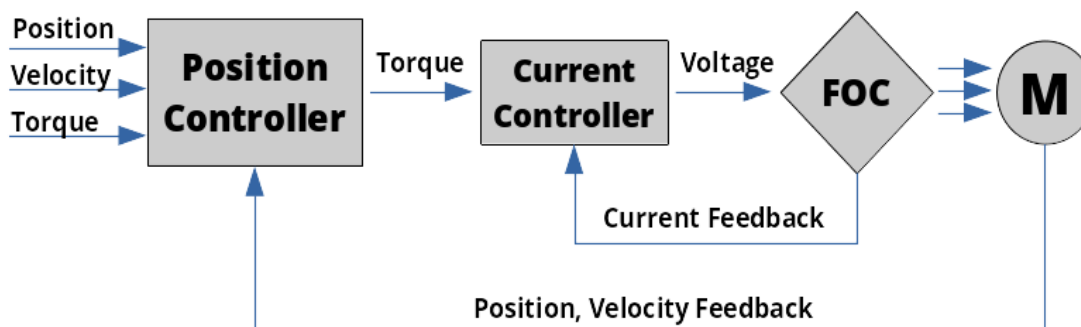 Position
Velocity
Torque
Position
Controller
Torque
Current
Controller
Voltage
FOC
M
Current Feedback
Position, Velocity Feedback